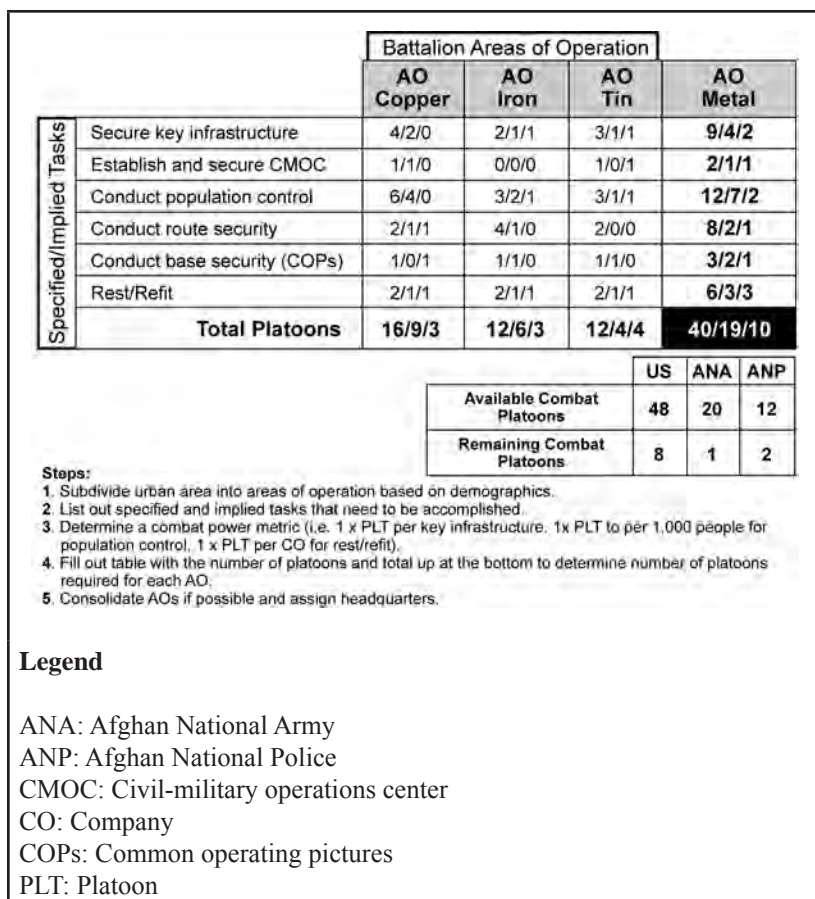 Battalion Areas of Operation
AO Copper AO Iron AO Tin AO Metal
Specified/Implied Tasks
Secure key infrastructure 4/2/0 2/1/1 3/1/1 9/4/2
Establish and secure CMOC 1/1/0 0/0/0 1/0/1 2/1/1
Conduct population control 6/4/0 3/2/1 3/1/1 12/7/2
Conduct route security 2/1/1 4/1/0 2/0/0 8/2/1
Conduct base security (COPs) 1/0/1 1/1/0 1/1/0 3/2/1
Rest/Refit 2/1/1 2/1/1 2/1/1 6/3/3
Total Platoons 16/9/3 12/6/3 12/4/4 40/19/10
US ANA ANP
Available Combat Platoons 48 20 12
Remaining Combat Platoons 8 1 2
Steps:
1. Subdivide urban area into areas of operation based on demographics.
2. List out specified and implied tasks that need to be accomplished.
3. Determine a combat power metric (i.e. 1 x PLT per key infrastructure, 1x PLT to per 1,000 people for
population control, 1 x PLT per CO for rest/refit).
4. Fill out table with the number of platoons and total up at the bottom to determine number of platoons
required for each AO.
5. Consolidate AOs if possible and assign headquarters.
Legend
ANA: Afghan National Army
ANP: Afghan National Police
CMOC: Civil-military operations center
CO: Company
COPs: Common operating pictures
PLT: Platoon